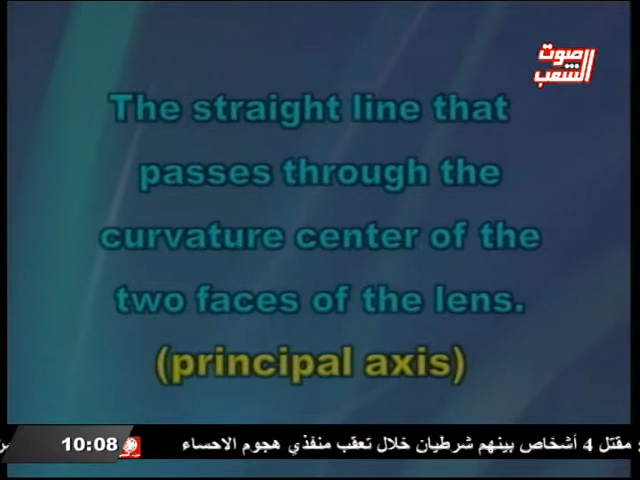 صوت
الشعب
The straight line that
passes through the
curvature center of the
two faces of the lens.
(principal axis)
10:08
مقتل 4 أشخاص بينهم شرطيان خلال تعقب منفذي هجوم الاحساء